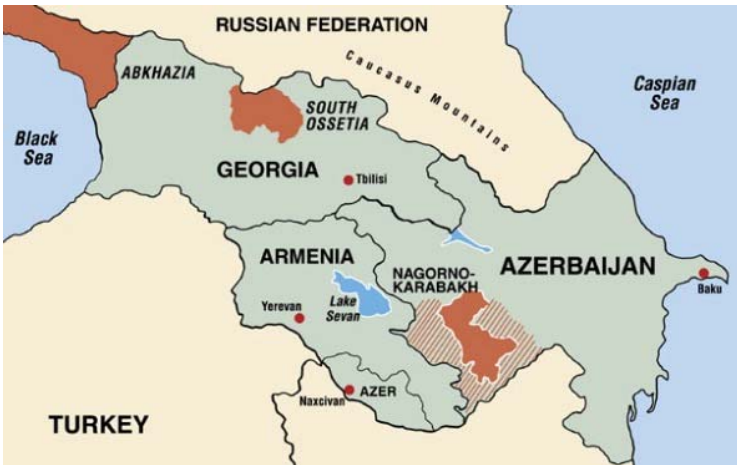 RUSSIAN FEDERATION
Caucasus Mountains
Caspian
Sea
ABKHAZIA
SOUTH
OSSETIA
Black
Sea
GEORGIA
Tbilisi
ARMENIA
NAGORNO-
KARABAKH
AZERBAIJAN
Baku
Yerevan
Lake
Sevan
Naxcivan
AZER
TURKEY